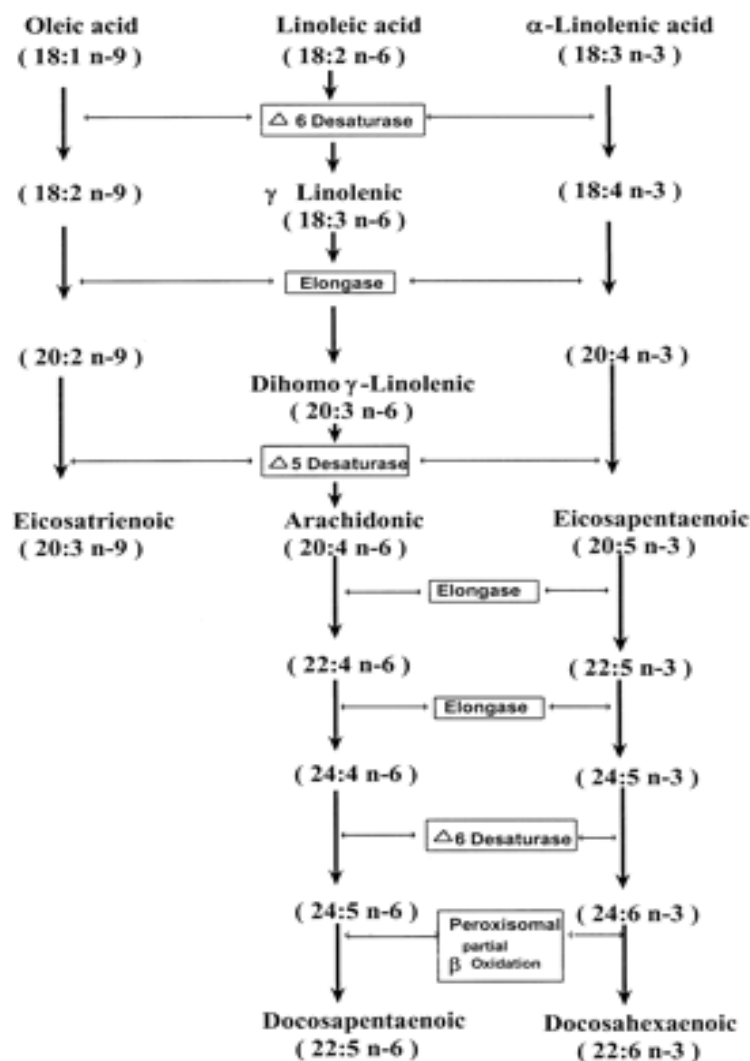 Oleic acid Linoleic acid α-Linolenic acid
( 18:1 n-9) ( 18:2 n-6) ( 18:3 n-3)
△ 6 Desaturase
( 18:2 n-9) γ Linolenic ( 18:4 n-3)
( 18:3 n-6)
Elongase
( 20:2 n-9) ( 20:4 n-3)
Dihomo γ-Linolenic
( 20:3 n-6)
△ 5 Desaturase
Eicosatrienoic Arachidonic Eicosapentaenoic
( 20:3 n-9) ( 20:4 n-6) ( 20:5 n-3)
Elongase
( 22:4 n-6 ) ( 22:5 n-3 )
Elongase
( 24:4 n-6 ) ( 24:5 n-3 )
△ 6 Desaturase
( 24:5 n-6 ) ( 24:6 n-3 )
Peroxisomal
partial
β Oxidation
Docosapentaenoic Docosahexaenoic
( 22:5 n-6 ) ( 22:6 n-3 )